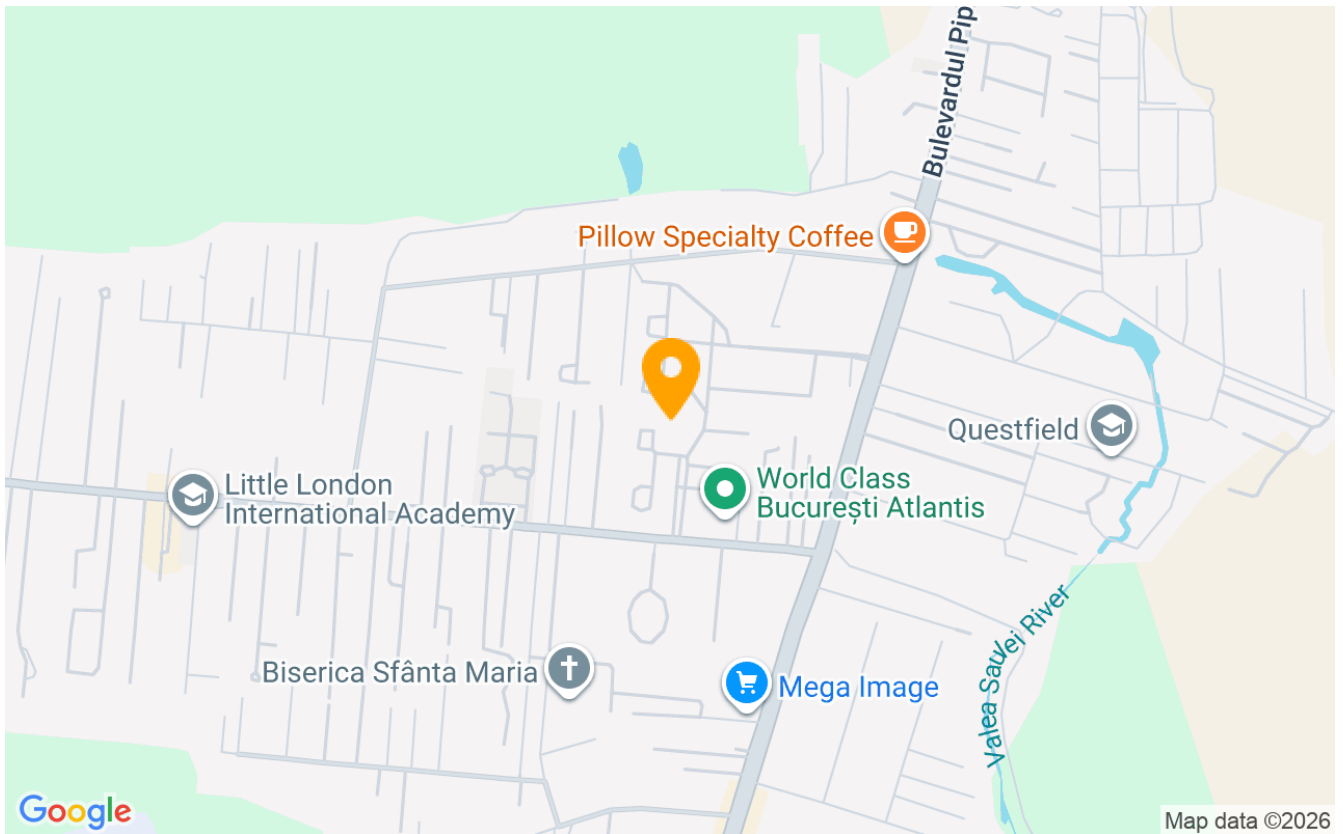 Bulevardul Pip
Pillow Specialty Coffee
Questfield
World Class
București Atlantis
Little London
International Academy
Valea Saulei River
Biserica Sfânta Maria
Mega Image
Google
Map data ©2026